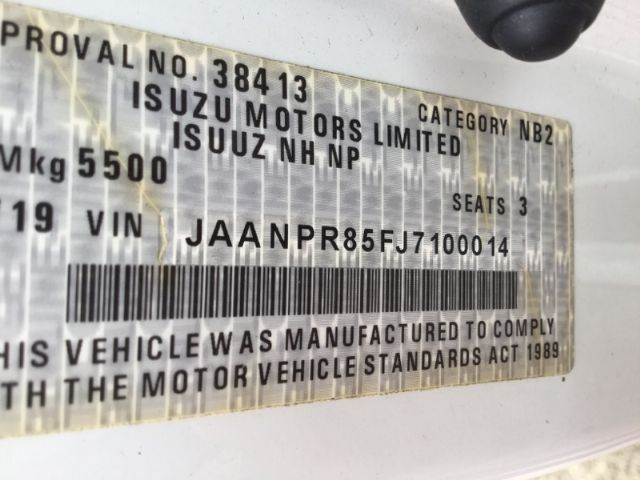 PROVAL NO. 38413 CATEGORY NB2
ISUZU MOTORS LIMITED
ISUUZ NH NP
Mkg 5500 SEATS 3
19 VIN JAANPR85FJ7100014
HIS VEHICLE WAS MANUFACTURED TO COMPLY
TH THE MOTOR VEHICLE STANDARDS ACT 1989